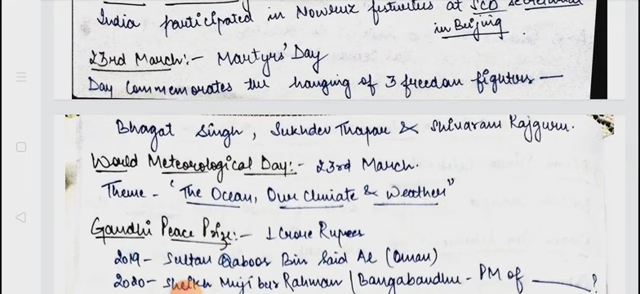 India participated in Nowruz festivities at SCO
in Beijing
23rd March:- Martyrs' Day
Day Commemorates the hanging of 3 freedom fighters —
Bhagat Singh, Sukhdev Thapar & Shivaram Rajguru.
World Meteorological Day:- 23rd March.
Theme - "The Ocean, Our Climate & Weather"
Gandhi Peace Prize:- 1 Crore Rupees
2019- Sultan Qaboos Bin Said Al (Oman)
2020- Sheikh Mujibur Rahman / Bangabandhu - PM of ______?